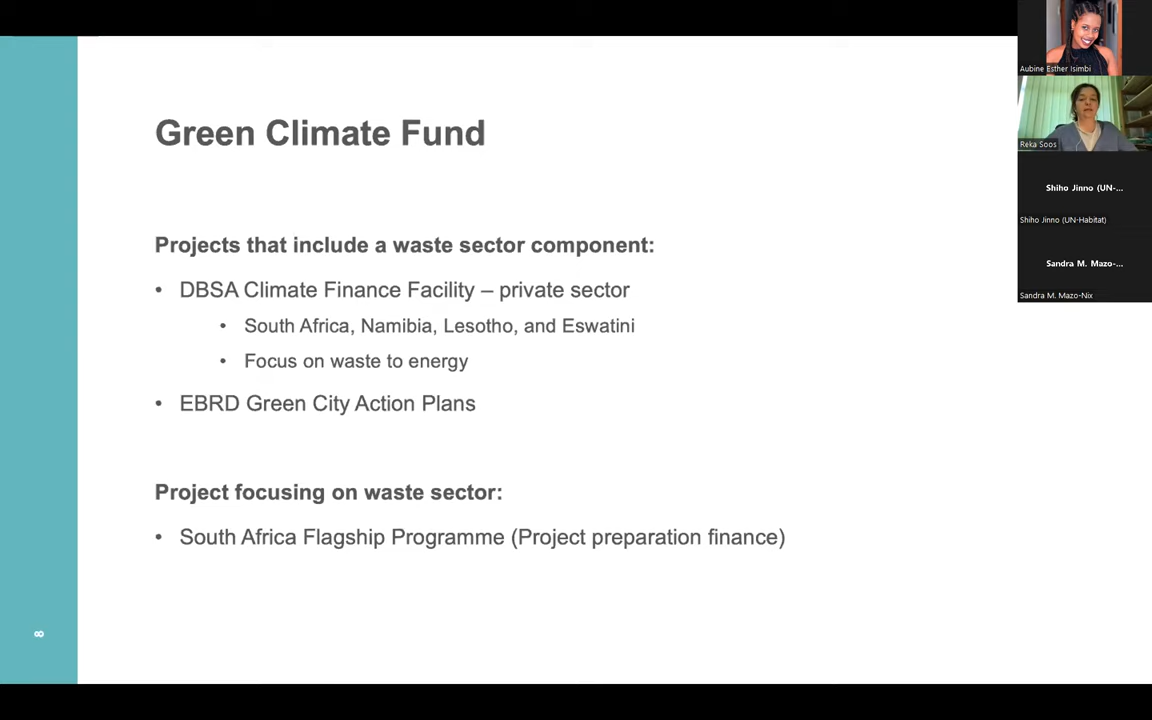 Green Climate Fund
Projects that include a waste sector component:
• DBSA Climate Finance Facility – private sector
• South Africa, Namibia, Lesotho, and Eswatini
• Focus on waste to energy
• EBRD Green City Action Plans
Project focusing on waste sector:
• South Africa Flagship Programme (Project preparation finance)
8
Aubine Esther Isimbi
Reka Soos
Shiho Jinno (UN-...
Shiho Jinno (UN-Habitat)
Sandra M. Mazo-...
Sandra M. Mazo-Nix